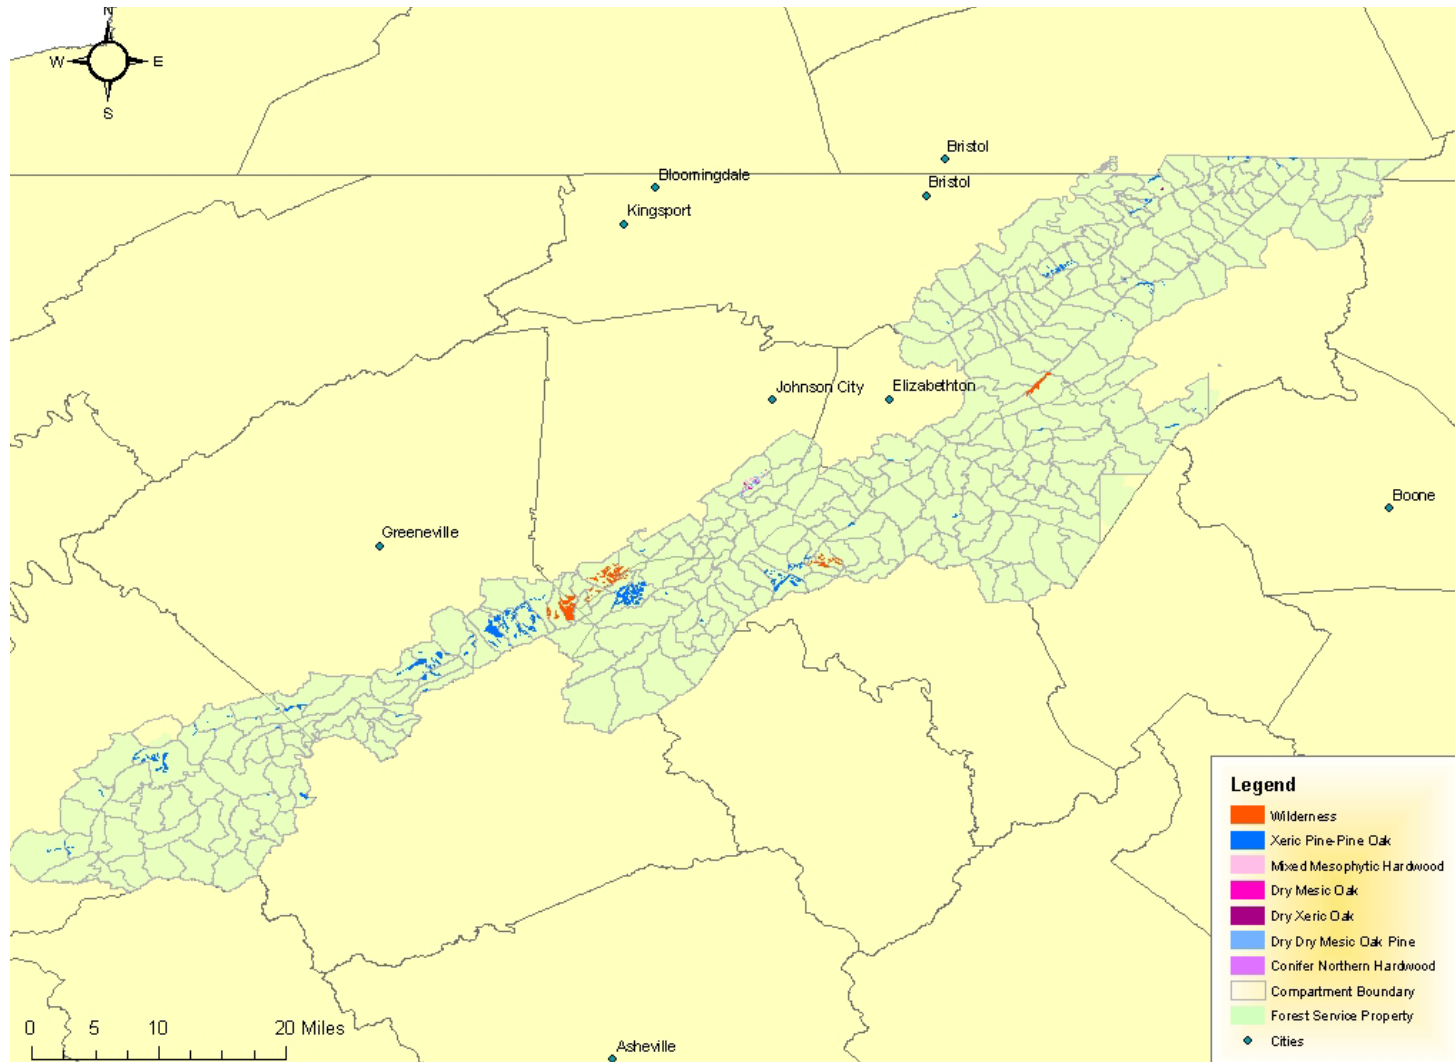 N
W E
S
Bristol
Bloomingdale
Bristol
Kingsport
Johnson City
Elizabethton
Boone
Greeneville
Legend
Wilderness
Xeric Pine-Pine Oak
Mixed Mesophytic Hardwood
Dry Mesic Oak
Dry Xeric Oak
Dry Dry Mesic Oak Pine
Conifer Northern Hardwood
Compartment Boundary
Forest Service Property
Cities
0 5 10 20 Miles
Asheville